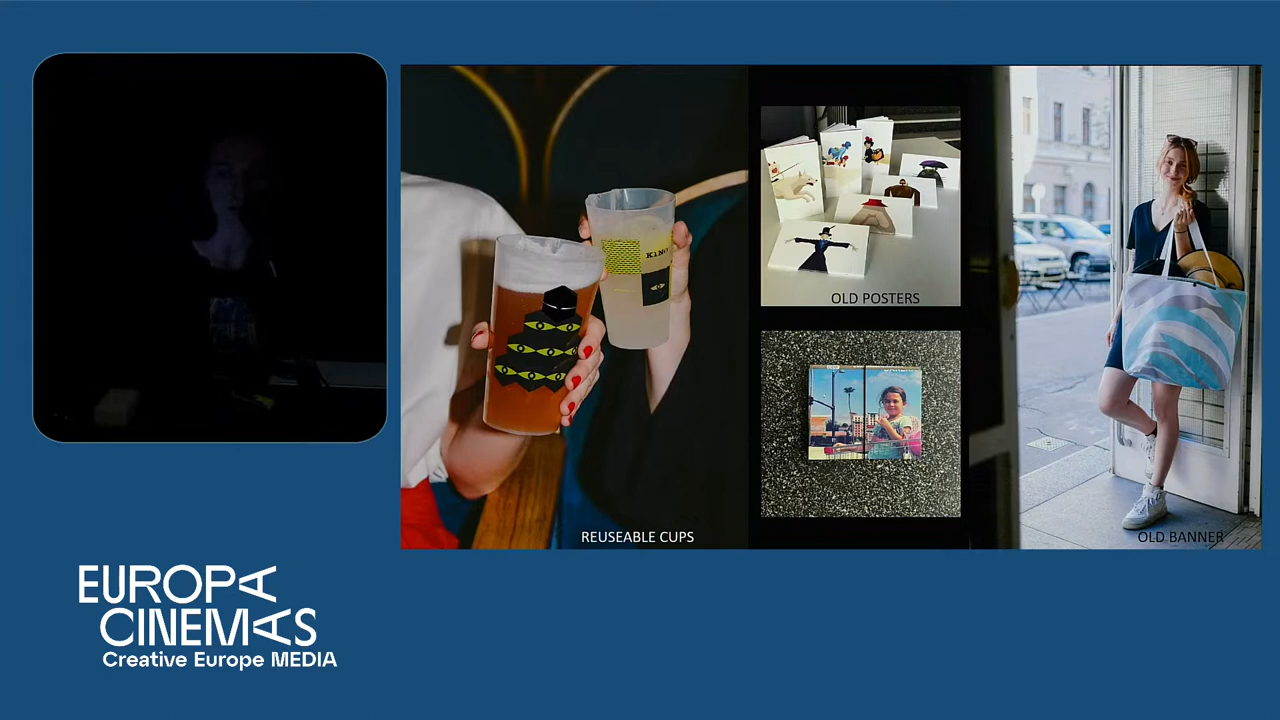 KINO
OLD POSTERS
REUSEABLE CUPS
OLD BANNER
EUROPA
CINEMAS
Creative Europe MEDIA